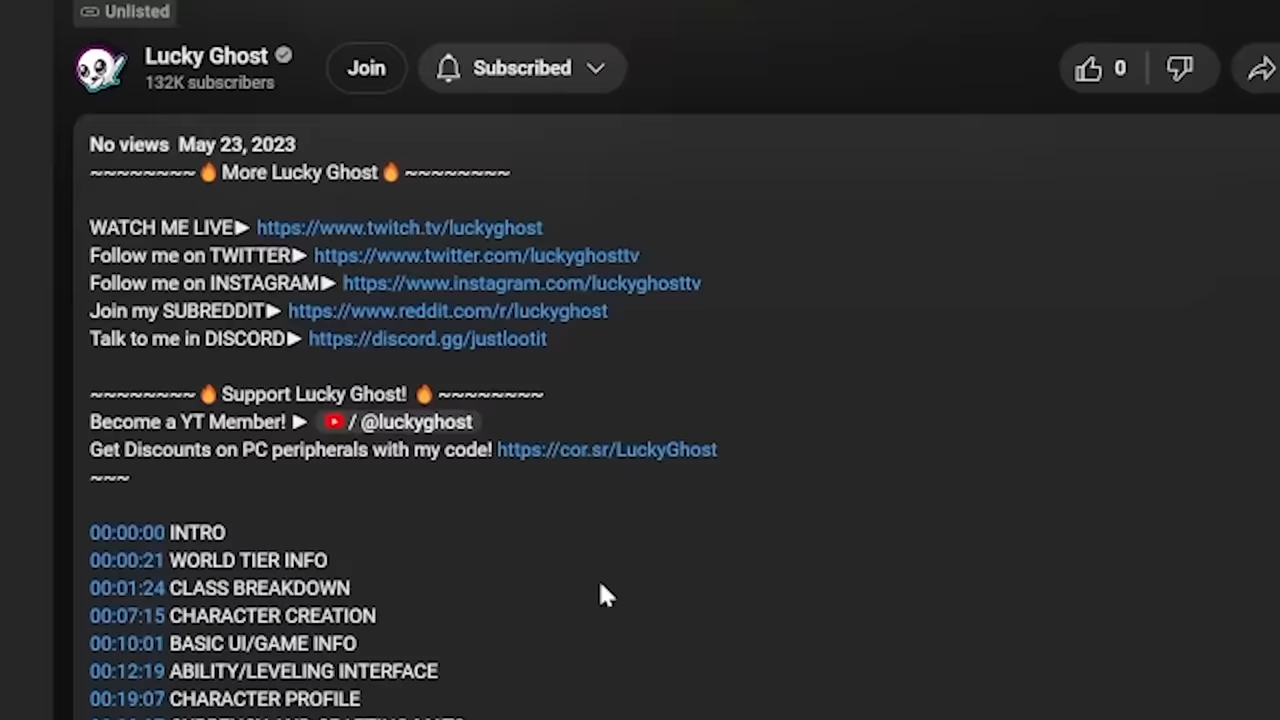 Unlisted
Lucky Ghost
132K subscribers
Join
Subscribed
0
No views May 23, 2023
~~~~~~~~🔥More Lucky Ghost🔥~~~~~~~~
WATCH ME LIVE► https://www.twitch.tv/luckyghost
Follow me on TWITTER► https://www.twitter.com/luckyghosttv
Follow me on INSTAGRAM► https://www.instagram.com/luckyghosttv
Join my SUBREDDIT► https://www.reddit.com/r/luckyghost
Talk to me in DISCORD► https://discord.gg/justlootit
~~~~~~~~🔥Support Lucky Ghost! 🔥~~~~~~~~
Become a YT Member! ► / @luckyghost
Get Discounts on PC peripherals with my code! https://cor.sr/LuckyGhost
~~~
00:00:00 INTRO
00:00:21 WORLD TIER INFO
00:01:24 CLASS BREAKDOWN
00:07:15 CHARACTER CREATION
00:10:01 BASIC UI/GAME INFO
00:12:19 ABILITY/LEVELING INTERFACE
00:19:07 CHARACTER PROFILE